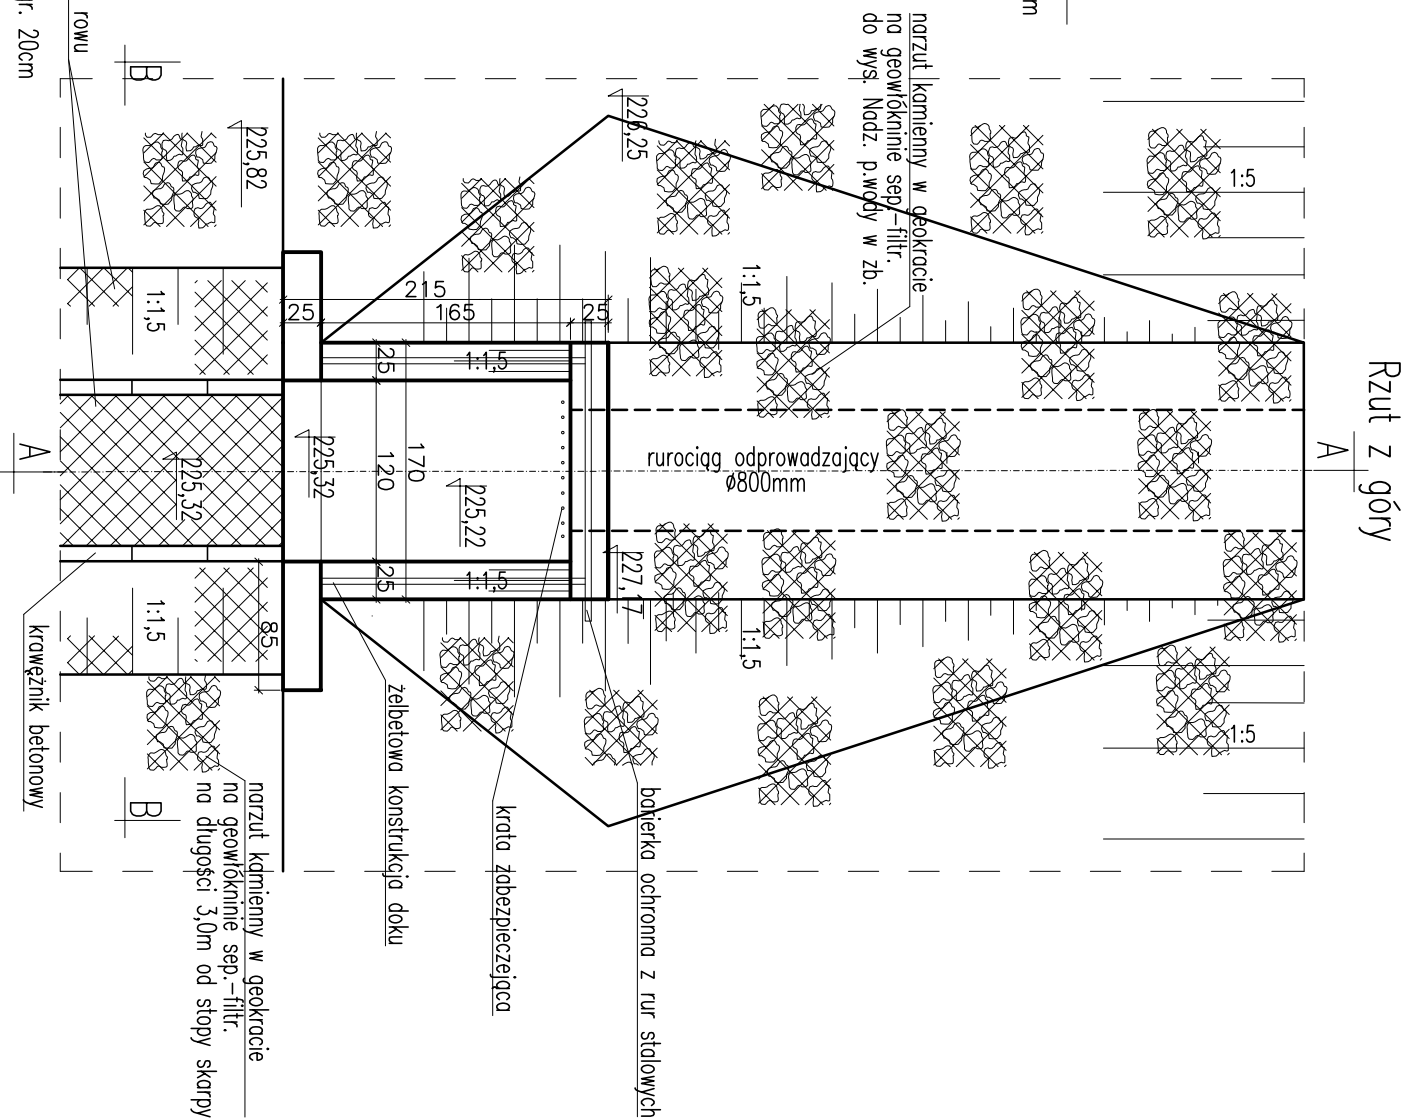 Rzut z góry
m
narzut kamienny w geokracie
na geowłókninie sep.-filtr.
do wys. Nadz. p.wody w zb.
rowu
gr. 20cm
B
B
A
A
225,82
226,25
1:5
1:5
1:1,5
1:1,5
1:1,5
1:1,5
1:1,5
1:1,5
215
25
165
25
25
120
25
170
85
225,32
225,32
225,22
227,17
rurociąg odprowadzający
ø800mm
krawężnik betonowy
żelbetowa konstrukcja doku
krata zabezpieczejąca
barierka ochronna z rur stalowych
narzut kamienny w geokracie
na geowłókninie sep.-filtr.
na długości 3,0m od stopy skarpy